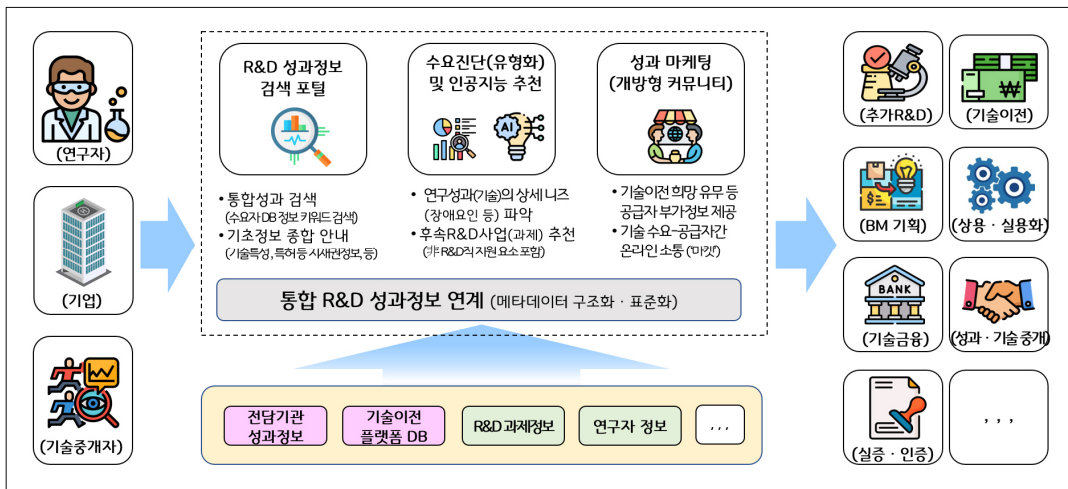 (연구자)
(기업)
(기술중개자)
R&D 성과정보
검색 포털
수요진단(유형화)
및 인공지능 추천
AI
성과 마케팅
(개방형 커뮤니티)
• 통합성과 검색
(수요자 DB 정보 키워드 검색)
• 기초정보 종합 안내
(기술특성, 특허 등 시새권정보, 등)
• 연구성과(기술)의 상세 니즈
(장애요인 등) 파악
• 후속R&D사업(과제) 추천
(非 R&D직 지원 요소 포함)
• 기술이전 희망 유무 등
공급자 부가정보 제공
• 기술 수요-공급자간
온라인 소통 ('마켓')
통합 R&D 성과정보 연계 (메타데이터 구조화 · 표준화)
전담기관
성과정보
기술이전
플랫폼 DB
R&D 과제정보
연구자 정보
, , ,
(추가R&D)
₩
(기술이전)
$
(BM 기획)
(상용 · 실용화)
BANK
(기술금융)
(성과 · 기술 중개)
(실증 · 인증)
, , ,